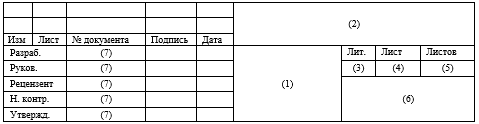 (2)
Изм Лист № документа Подпись Дата
Разраб. (7) Лит. Лист Листов
Руков. (7) (3) (4) (5)
Рецензент (7) (1)
Н. контр. (7) (6)
Утвержд. (7)